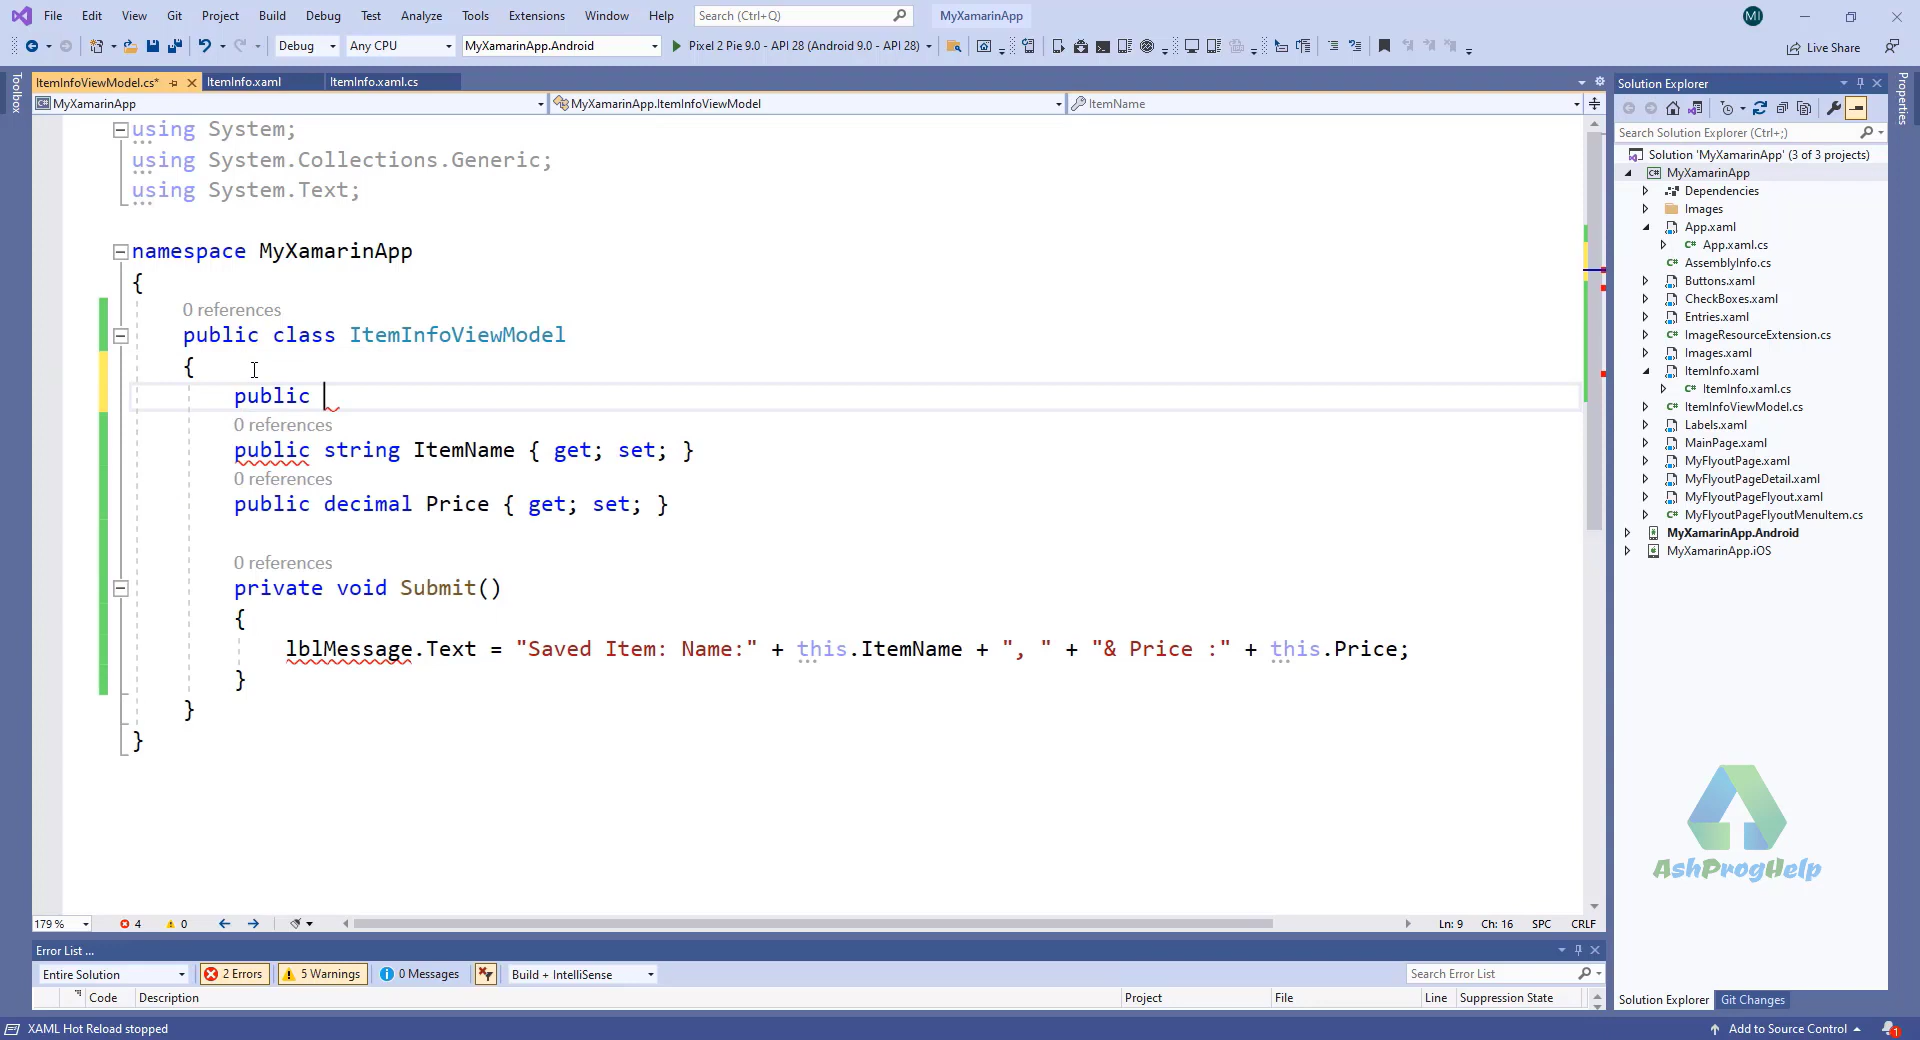 File Edit View Git Project Build Debug Test Analyze Tools Extensions Window Help Search (Ctrl+Q) MyXamarinApp MI
Debug Any CPU MyXamarinApp.Android Pixel 2 Pie 9.0 - API 28 (Android 9.0 - API 28) Live Share
Toolbox
ItemInfoViewModel.cs* ItemInfo.xaml ItemInfo.xaml.cs
MyXamarinApp MyXamarinApp.ItemInfoViewModel ItemName
using System;
using System.Collections.Generic;
using System.Text;
namespace MyXamarinApp
{
0 references
public class ItemInfoViewModel
{
public
0 references
public string ItemName { get; set; }
0 references
public decimal Price { get; set; }
0 references
private void Submit()
{
lblMessage.Text = "Saved Item: Name:" + this.ItemName + ", " + "& Price :" + this.Price;
}
}
}
179 % 4 0 Ln: 9 Ch: 16 SPC CRLF
Error List ...
Entire Solution 2 Errors 5 Warnings 0 Messages Build + IntelliSense Search Error List
Code Description Project File Line Suppression State
Solution Explorer
Search Solution Explorer (Ctrl+;)
Solution 'MyXamarinApp' (3 of 3 projects)
MyXamarinApp
Dependencies
Images
App.xaml
App.xaml.cs
AssemblyInfo.cs
Buttons.xaml
CheckBoxes.xaml
Entries.xaml
ImageResourceExtension.cs
Images.xaml
ItemInfo.xaml
ItemInfo.xaml.cs
ItemInfoViewModel.cs
Labels.xaml
MainPage.xaml
MyFlyoutPage.xaml
MyFlyoutPageDetail.xaml
MyFlyoutPageFlyout.xaml
MyFlyoutPageFlyoutMenuItem.cs
MyXamarinApp.Android
MyXamarinApp.iOS
AshProgHelp
Solution Explorer Git Changes
Properties
XAML Hot Reload stopped Add to Source Control 1